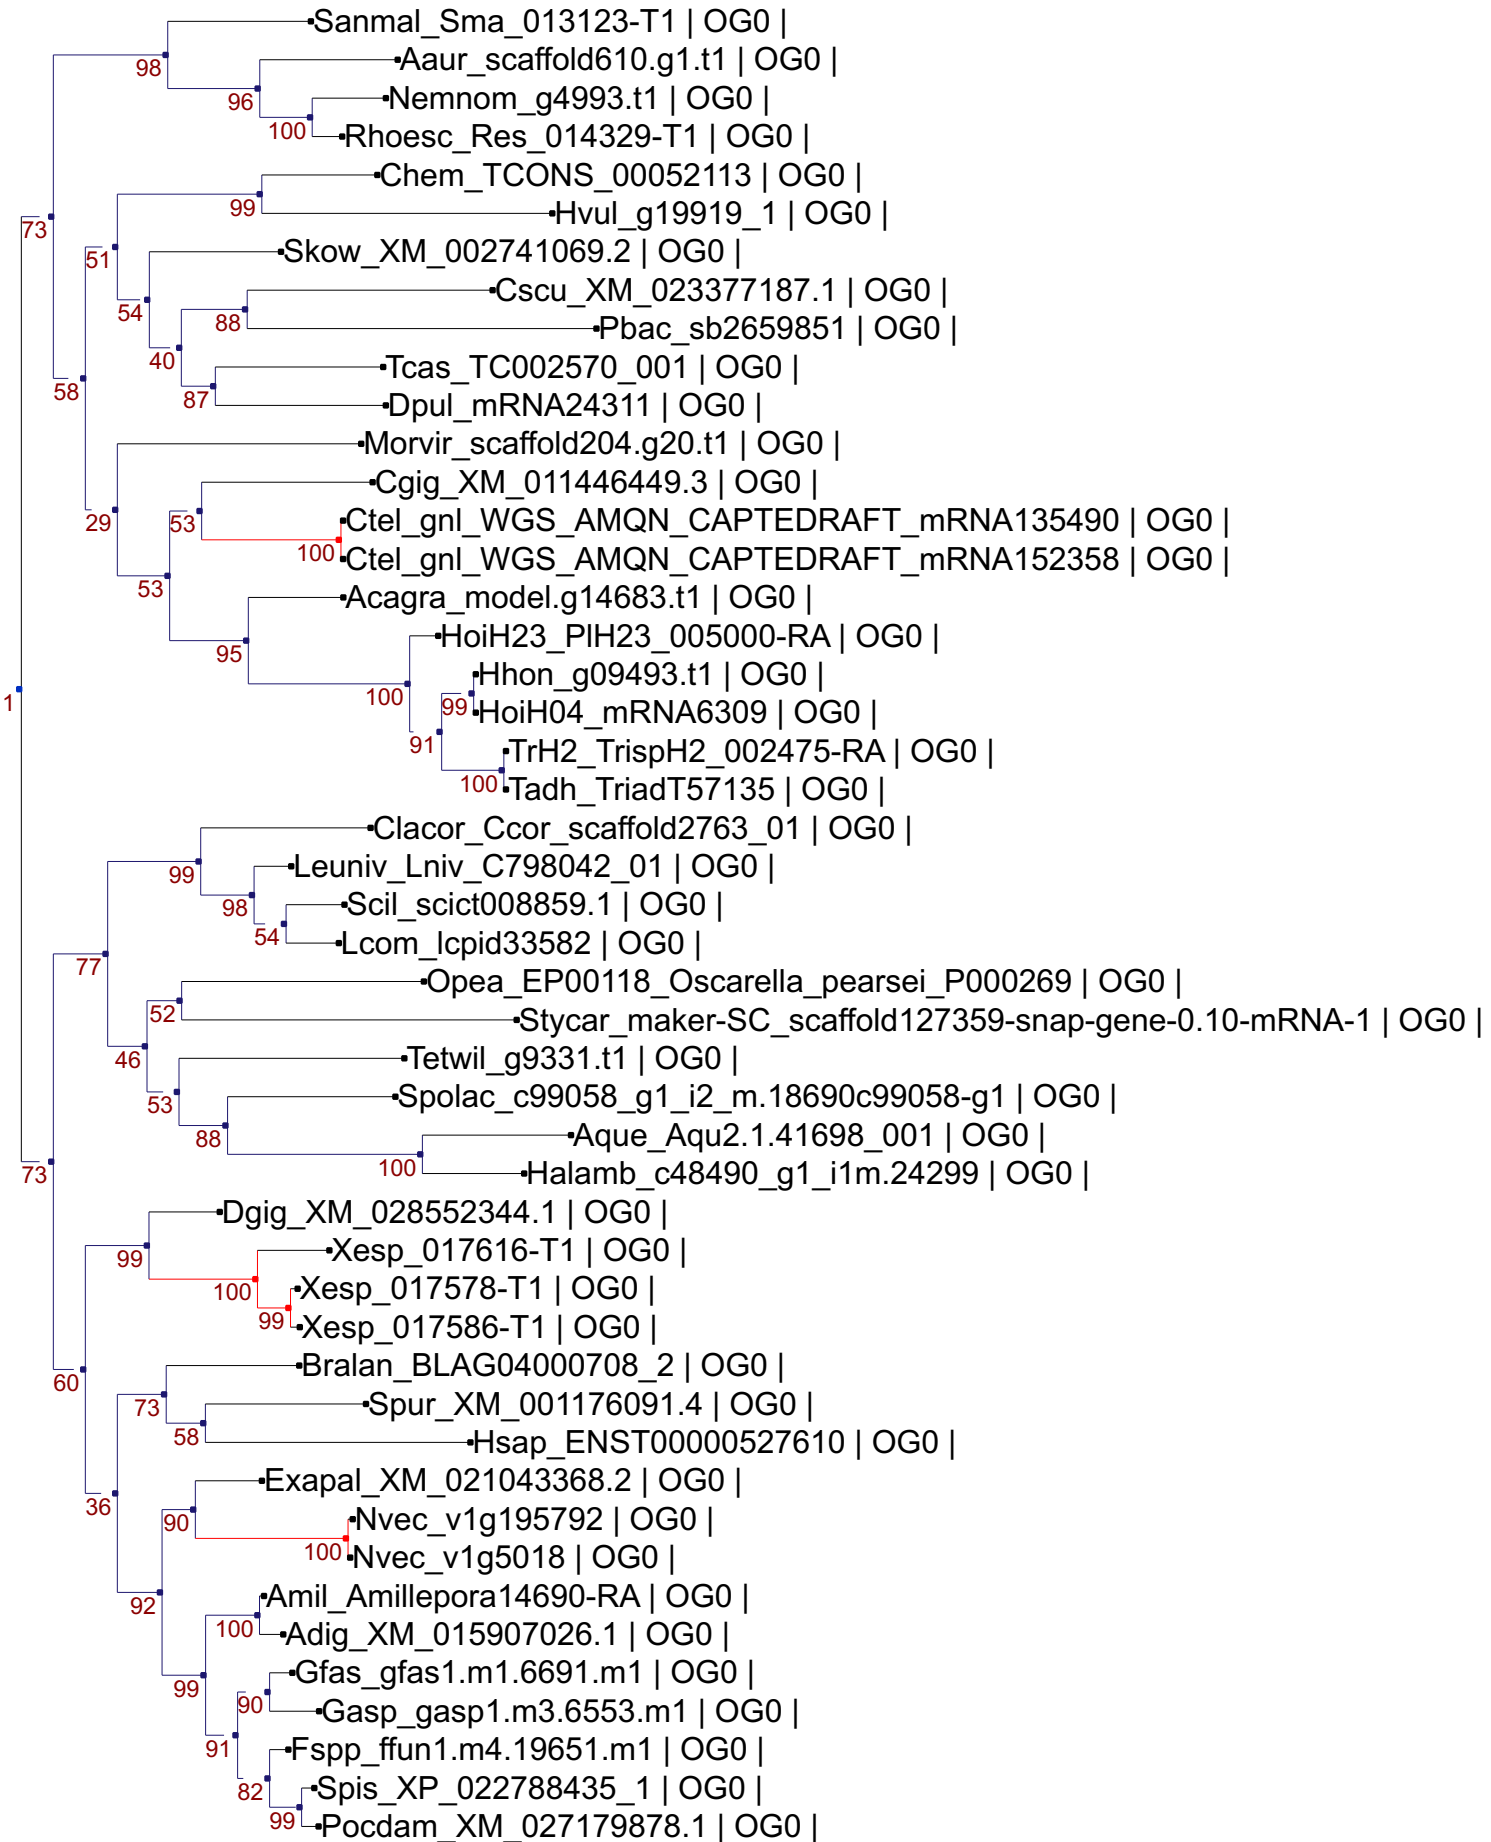 Sanmal_Sma_013123-T1 | OG0 |
Aaur_scaffold610.g1.t1 | OG0 |
98
Nemnom_g4993.t1 | OG0 |
96
Rhoesc_Res_014329-T1 | OG0 |
100
Chem_TCONS_00052113 | OG0 |
99
Hvul_g19919_1 | OG0 |
73
Skow_XM_002741069.2 | OG0 |
51
Cscu_XM_023377187.1 | OG0 |
54
88
Pbac_sb2659851 | OG0 |
40
Tcas_TC002570_001 | OG0 |
58
87
Dpul_mRNA24311 | OG0 |
Morvir_scaffold204.g20.t1 | OG0 |
Cgig_XM_011446449.3 | OG0 |
29
53
Ctel_gnl_WGS_AMQN_CAPTEDRAFT_mRNA135490 | OG0 |
100
Ctel_gnl_WGS_AMQN_CAPTEDRAFT_mRNA152358 | OG0 |
53
Acagra_model.g14683.t1 | OG0 |
HoiH23_PlH23_005000-RA | OG0 |
95
Hhon_g09493.t1 | OG0 |
100
1
99
HoiH04_mRNA6309 | OG0 |
91
TrH2_TrispH2_002475-RA | OG0 |
100
Tadh_TriadT57135 | OG0 |
Clacor_Ccor_scaffold2763_01 | OG0 |
99
Leuniv_Lniv_C798042_01 | OG0 |
98
Scil_scict008859.1 | OG0 |
54
Lcom_lcpid33582 | OG0 |
77
Opea_EP00118_Oscarella_pearsei_P000269 | OG0 |
52
Stycar_maker-SC_scaffold127359-snap-gene-0.10-mRNA-1 | OG0 |
46
Tetwil_g9331.t1 | OG0 |
53
Spolac_c99058_g1_i2_m.18690c99058-g1 | OG0 |
88
Aque_Aqu2.1.41698_001 | OG0 |
73
100
Halamb_c48490_g1_i1m.24299 | OG0 |
Dgig_XM_028552344.1 | OG0 |
99
Xesp_017616-T1 | OG0 |
100
Xesp_017578-T1 | OG0 |
99
Xesp_017586-T1 | OG0 |
60
Bralan_BLAG04000708_2 | OG0 |
73
Spur_XM_001176091.4 | OG0 |
58
Hsap_ENST00000527610 | OG0 |
Exapal_XM_021043368.2 | OG0 |
36
90
Nvec_v1g195792 | OG0 |
100
Nvec_v1g5018 | OG0 |
92
Amil_Amillepora14690-RA | OG0 |
100
Adig_XM_015907026.1 | OG0 |
99
Gfas_gfas1.m1.6691.m1 | OG0 |
90
Gasp_gasp1.m3.6553.m1 | OG0 |
91
Fspp_ffun1.m4.19651.m1 | OG0 |
82
Spis_XP_022788435_1 | OG0 |
99
Pocdam_XM_027179878.1 | OG0 |